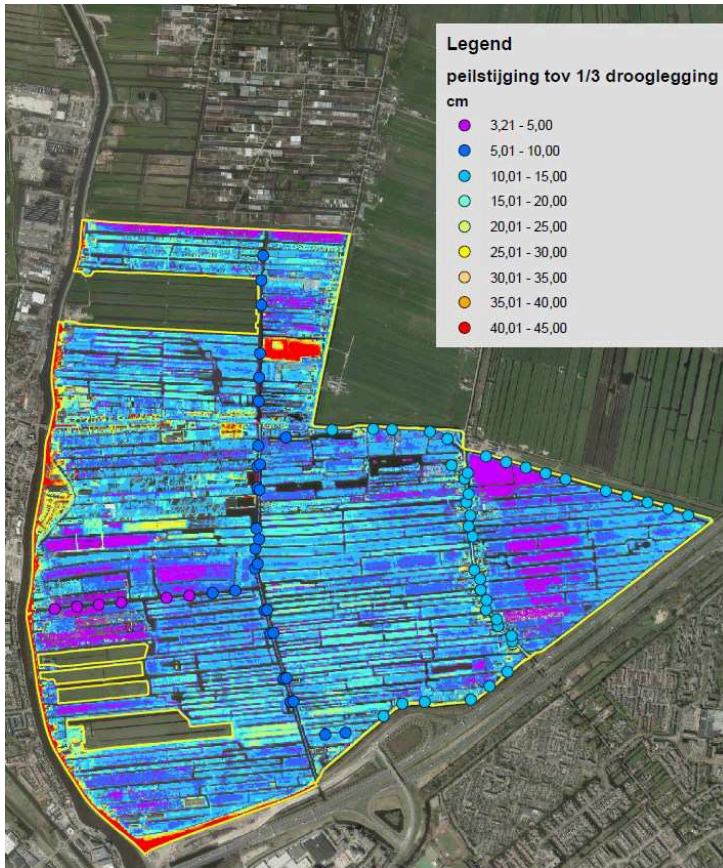 Legend
peilstijging tov 1/3 drooglegging
cm
3,21 - 5,00
5,01 - 10,00
10,01 - 15,00
15,01 - 20,00
20,01 - 25,00
25,01 - 30,00
30,01 - 35,00
35,01 - 40,00
40,01 - 45,00